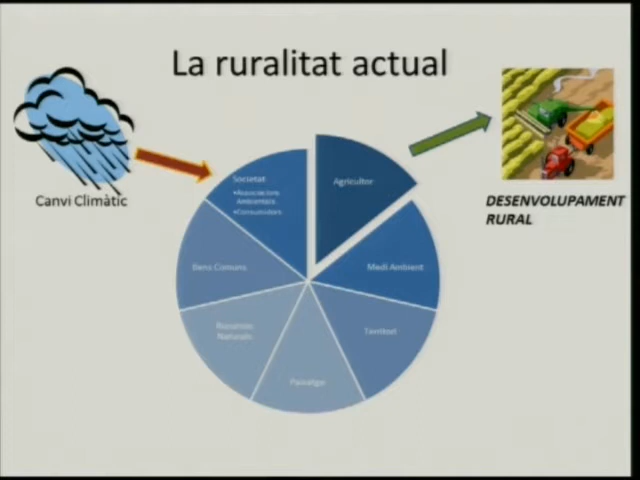 La ruralitat actual
Canvi Climàtic
DESENVOLUPAMENT
RURAL
Societat
•Associacions
Ambientals
•Consumidors
Agricultor
Bens Comuns
Medi Ambient
Recursos
Naturals
Territori
Paisatge